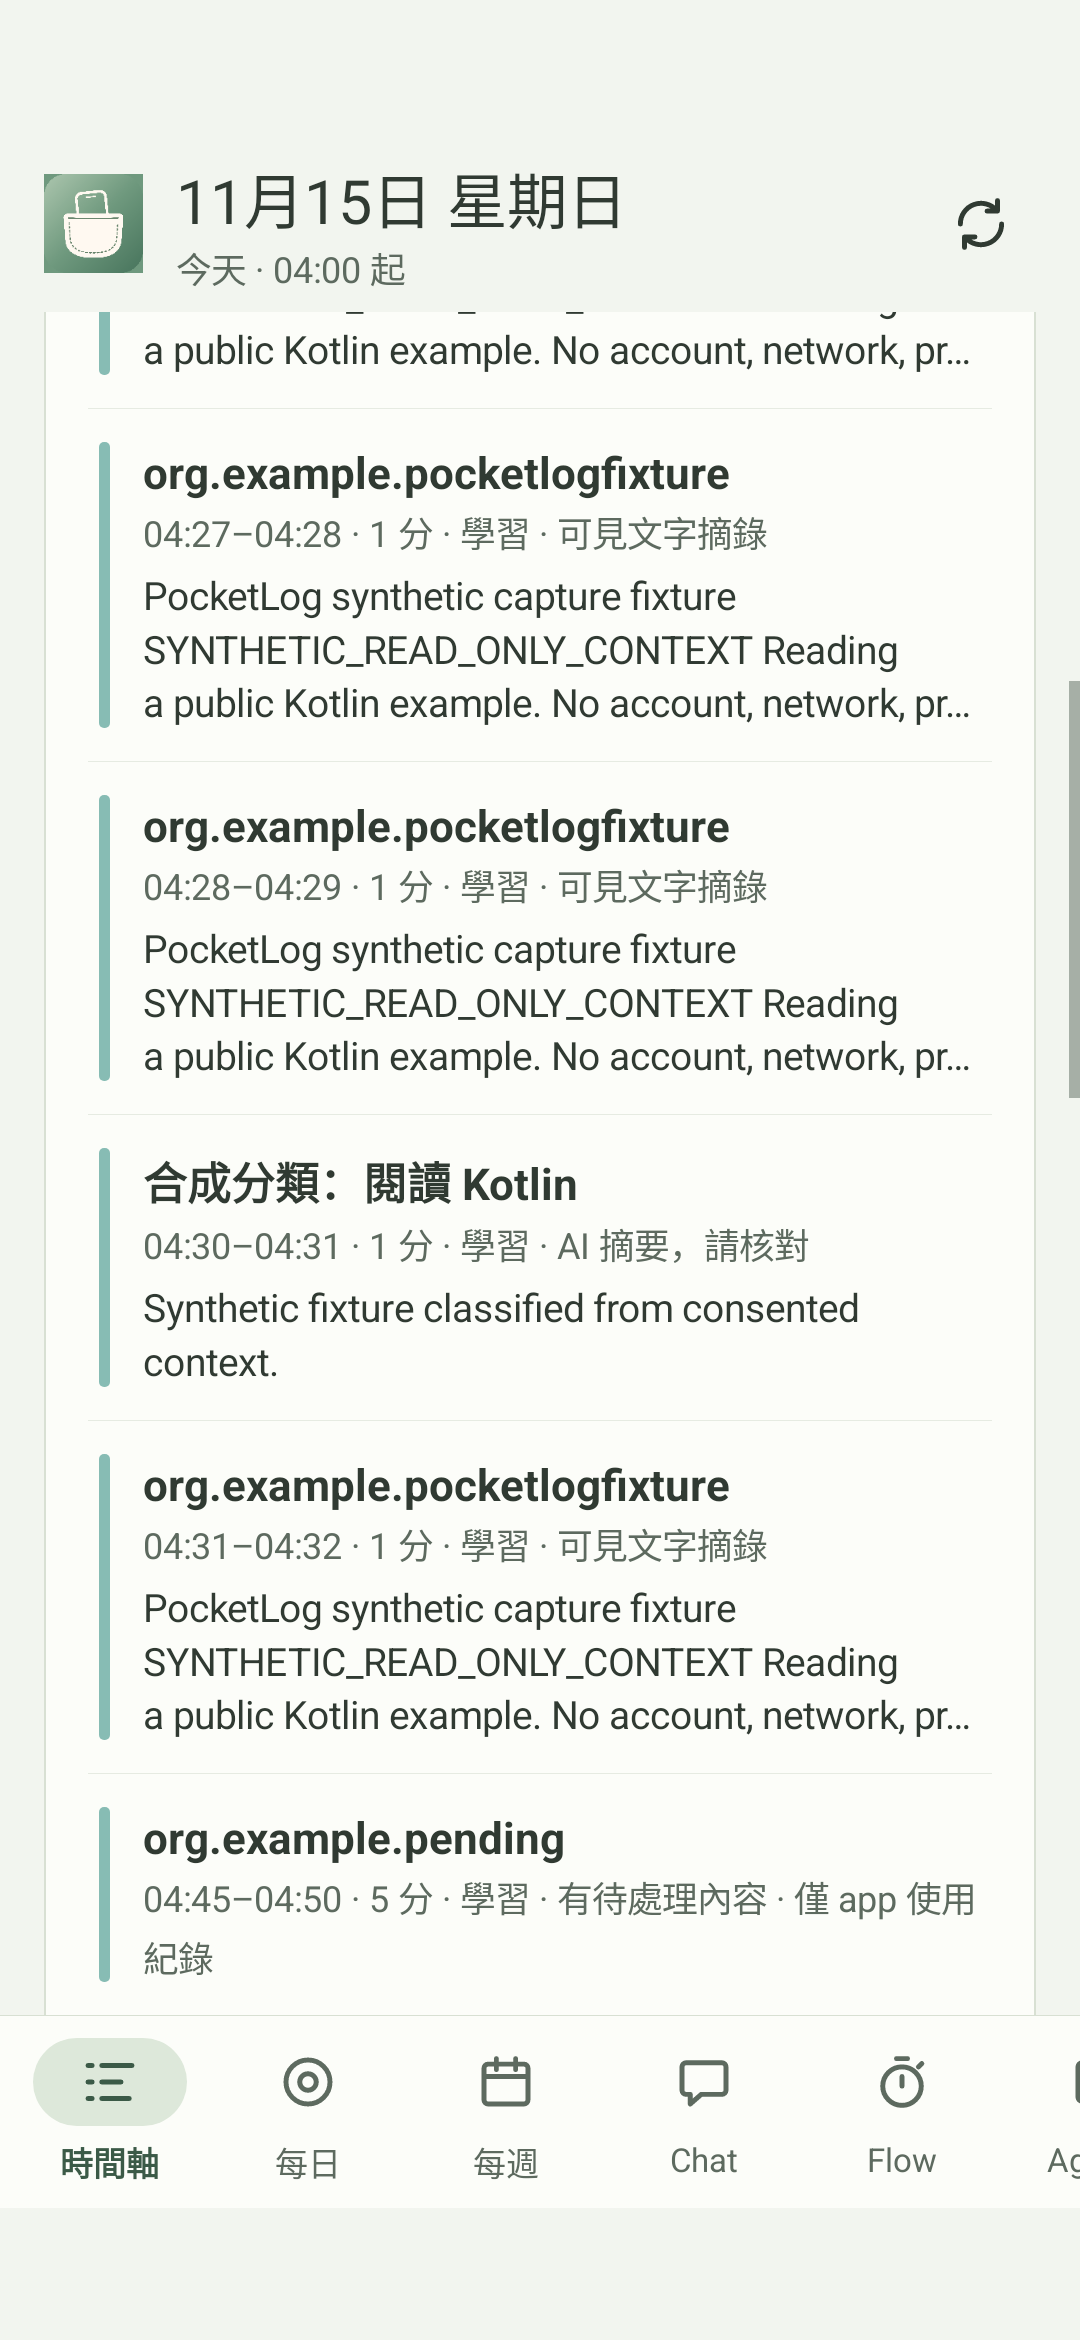 11月15日 星期日
今天 · 04:00 起
a public Kotlin example. No account, network, pr...
org.example.pocketlogfixture
04:27–04:28 · 1 分 · 學習 · 可見文字摘錄
PocketLog synthetic capture fixture
SYNTHETIC_READ_ONLY_CONTEXT Reading
a public Kotlin example. No account, network, pr...
org.example.pocketlogfixture
04:28–04:29 · 1 分 · 學習 · 可見文字摘錄
PocketLog synthetic capture fixture
SYNTHETIC_READ_ONLY_CONTEXT Reading
a public Kotlin example. No account, network, pr...
合成分類：閱讀 Kotlin
04:30–04:31 · 1 分 · 學習 · AI 摘要，請核對
Synthetic fixture classified from consented
context.
org.example.pocketlogfixture
04:31–04:32 · 1 分 · 學習 · 可見文字摘錄
PocketLog synthetic capture fixture
SYNTHETIC_READ_ONLY_CONTEXT Reading
a public Kotlin example. No account, network, pr...
org.example.pending
04:45–04:50 · 5 分 · 學習 · 有待處理內容 · 僅 app 使用
紀錄
時間軸
每日
每週
Chat
Flow